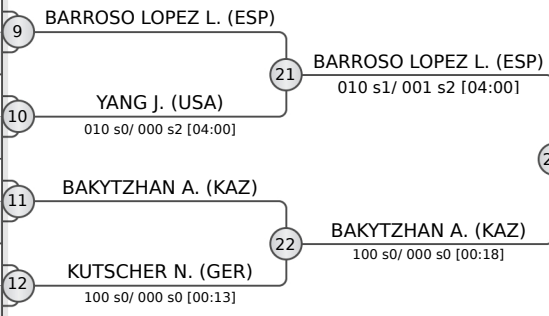 9
BARROSO LOPEZ L. (ESP)
21
BARROSO LOPEZ L. (ESP)
010 s1/ 001 s2 [04:00]
10
YANG J. (USA)
010 s0/ 000 s2 [04:00]
2
11
BAKYTZHAN A. (KAZ)
22
BAKYTZHAN A. (KAZ)
100 s0/ 000 s0 [00:18]
12
KUTSCHER N. (GER)
100 s0/ 000 s0 [00:13]